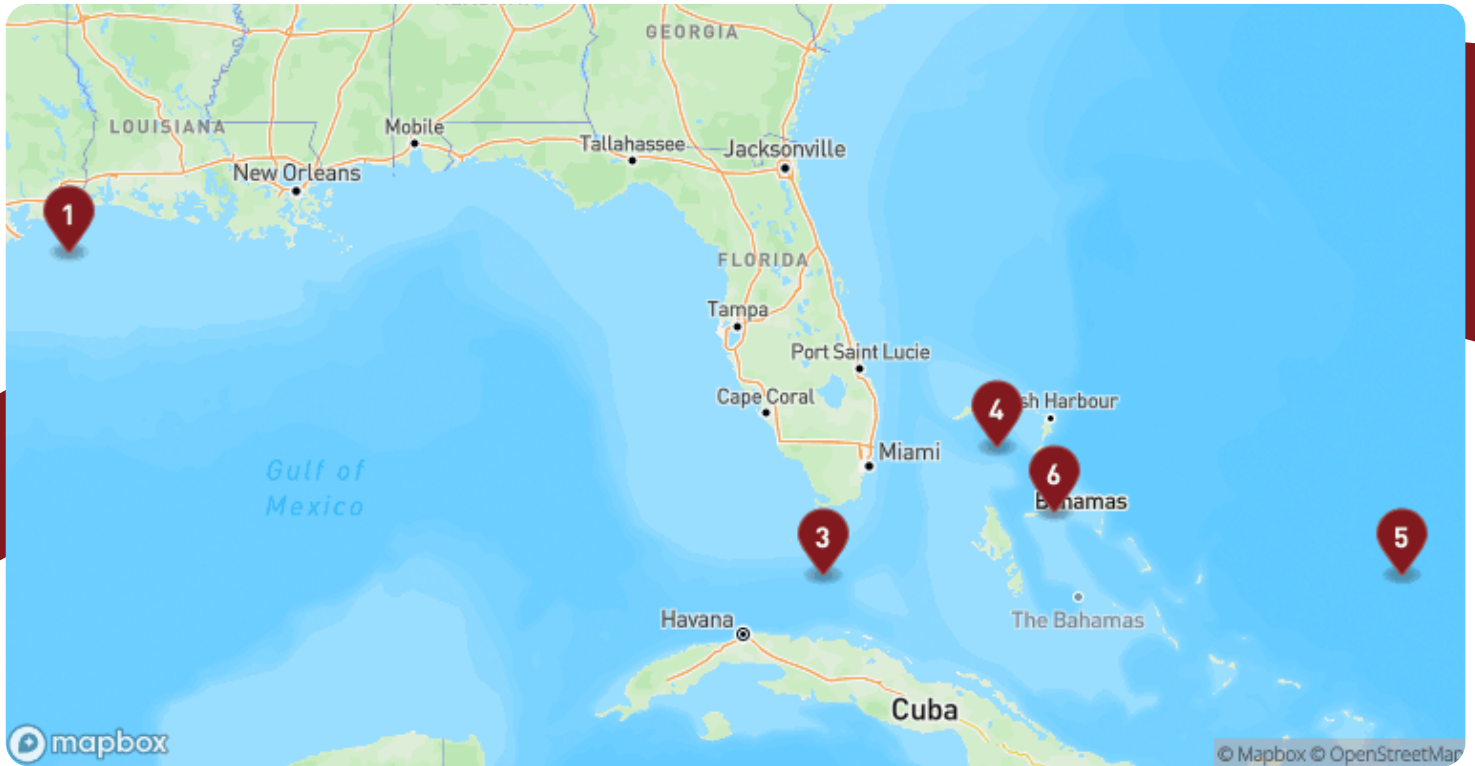 GEORGIA
LOUISIANA
Mobile
Tallahassee
Jacksonville
New Orleans
1
FLORIDA
Tampa
Port Saint Lucie
Cape Coral
4
sh Harbour
Miami
Gulf of
Mexico
6
Bahamas
3
5
Havana
The Bahamas
Cuba
mapbox
© Mapbox © OpenStreetMap